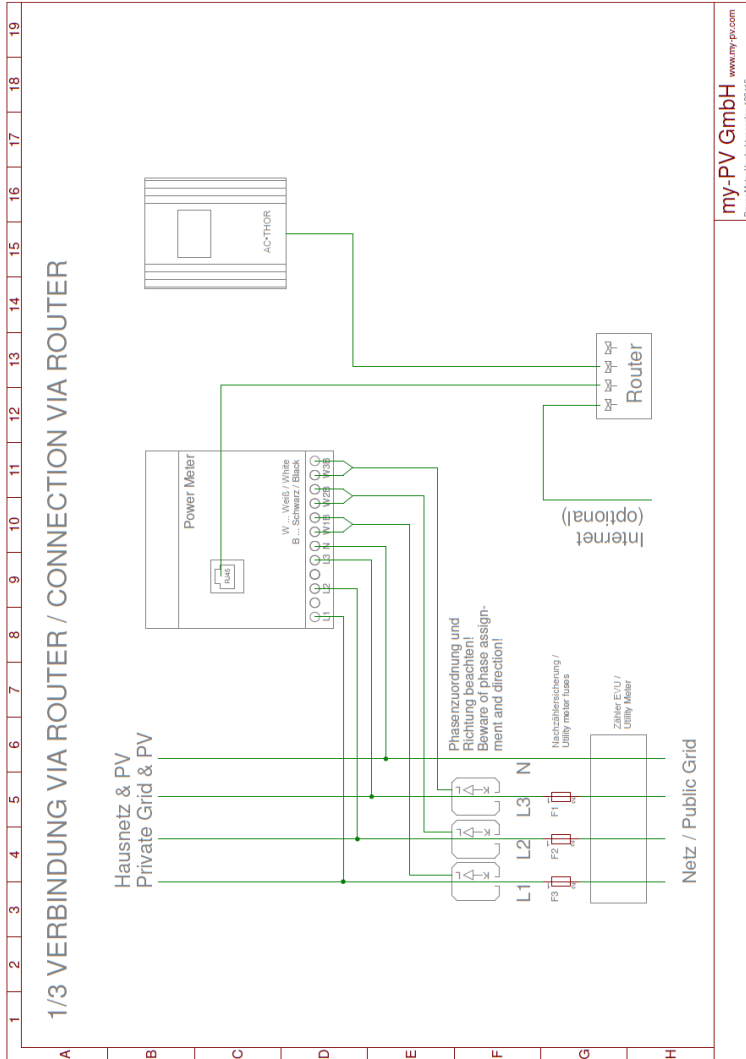 1 2 3 4 5 6 7 8 9 10 11 12 13 14 15 16 17 18 19
A
B
C
D
E
F
G
H
1/3 VERBINDUNG VIA ROUTER / CONNECTION VIA ROUTER
Hausnetz & PV
Private Grid & PV
Power Meter
RJ45
W ... Weiß / White
B ... Schwarz / Black
L1 L2 L3 N W1B W2B W3B
AC•THOR
Phasenzuordnung und
Richtung beachten!
Beware of phase assign-
ment and direction!
L1 L2 L3 N
Nachzählersicherung /
Utility meter fuses
F3 F2 F1
Zähler EVU /
Utility Meter
Netz / Public Grid
Internet
(optional)
Router
my-PV GmbH www.my-pv.com